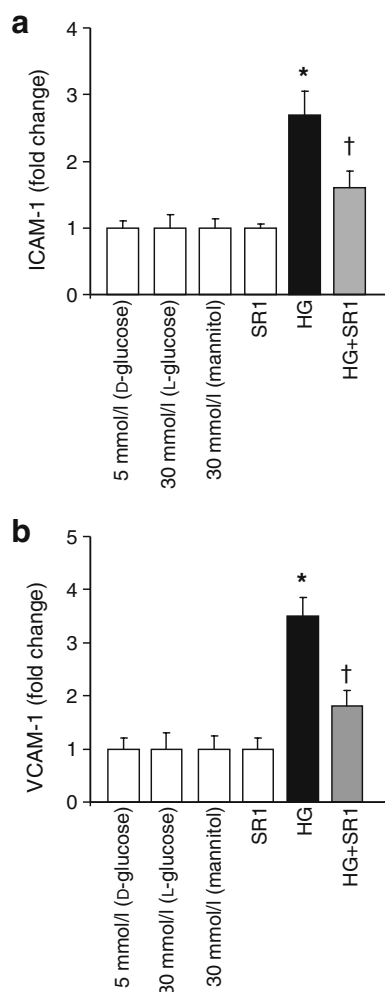 a
ICAM-1 (fold change)
4
3
2
1
0
*
†
5 mmol/l (D-glucose)
30 mmol/l (L-glucose)
30 mmol/l (mannitol)
SR1
HG
HG+SR1
b
VCAM-1 (fold change)
5
4
3
2
1
0
*
†
5 mmol/l (D-glucose)
30 mmol/l (L-glucose)
30 mmol/l (mannitol)
SR1
HG
HG+SR1